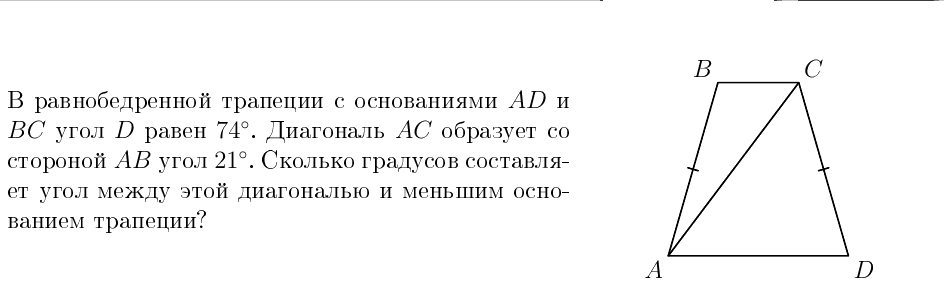 В равнобедренной трапеции с основаниями AD и
BC угол D равен 74°. Диагональ AC образует со
стороной AB угол 21°. Сколько градусов составля-
ет угол между этой диагональю и меньшим осно-
ванием трапеции?
B C
A D